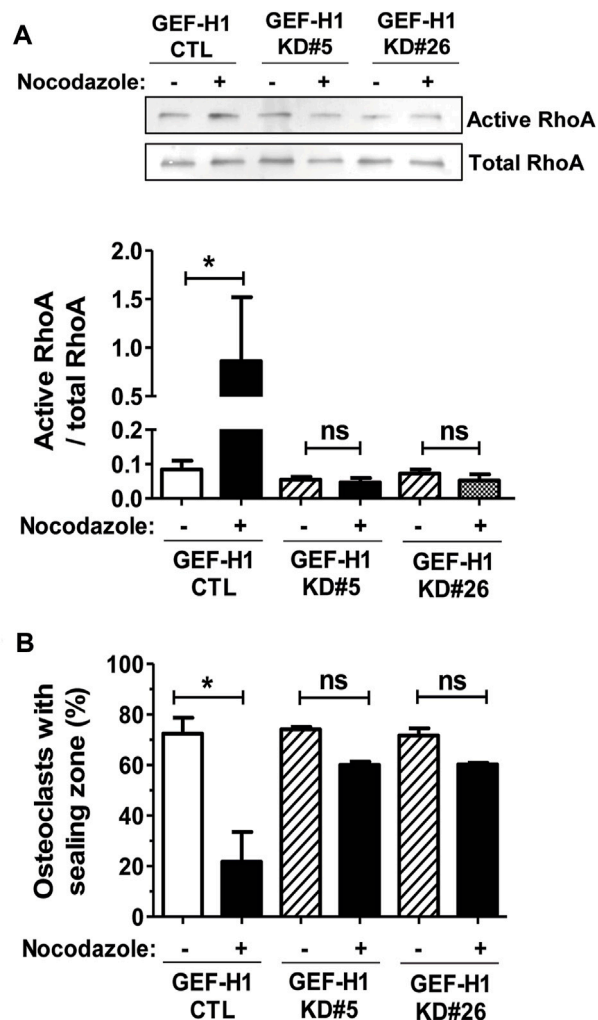 A
GEF-H1 CTL GEF-H1 KD#5 GEF-H1 KD#26
Nocodazole: - + - + - +
Active RhoA
Total RhoA
Active RhoA
/ total RhoA
2.0
1.5
1.0
0.5
0.2
0.1
0.0
* ns ns
Nocodazole: - + - + - +
GEF-H1 GEF-H1 GEF-H1
CTL KD#5 KD#26
B
Osteoclasts with
sealing zone (%)
100
80
60
40
20
0
* ns ns
Nocodazole: - + - + - +
GEF-H1 GEF-H1 GEF-H1
CTL KD#5 KD#26